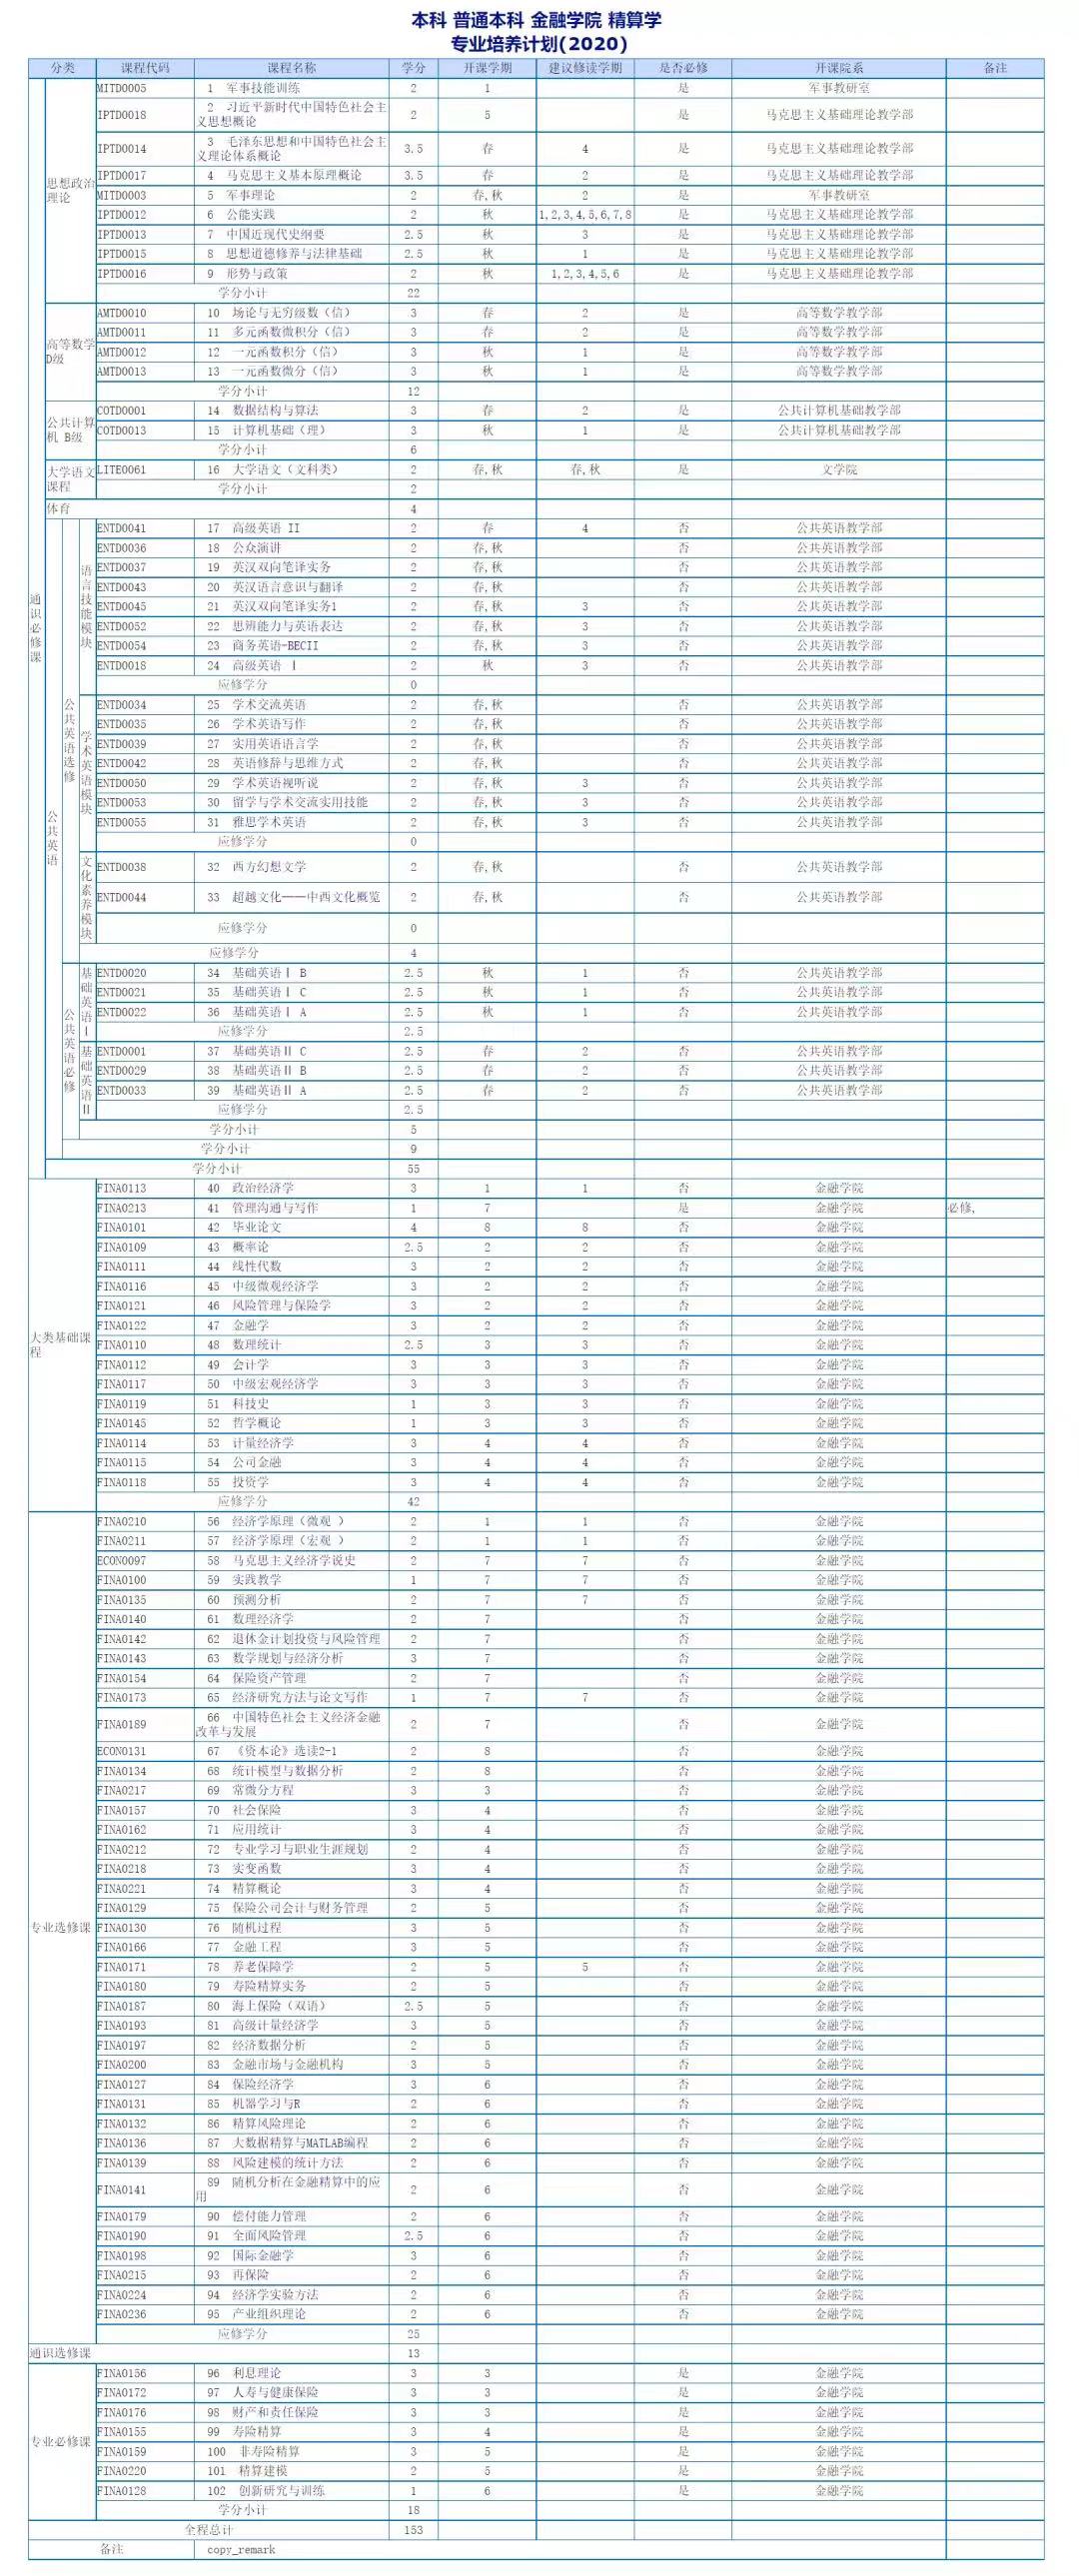 本科 普通本科 金融学院 精算学
专业培养计划(2020)
分类 课程代码 课程名称 学分 开课学期 建议修读学期 是否必修 开课院系 备注
通识必修课
思想政治理论
MITD0005 1 军事技能训练 2 1 是 军事教研室
IPTD0018 2 习近平新时代中国特色社会主义思想概论 2 5 是 马克思主义基础理论教学部
IPTD0014 3 毛泽东思想和中国特色社会主义理论体系概论 3.5 春 4 是 马克思主义基础理论教学部
IPTD0017 4 马克思主义基本原理概论 3.5 春 2 是 马克思主义基础理论教学部
MITD0003 5 军事理论 2 春,秋 2 是 军事教研室
IPTD0012 6 公能实践 2 秋 1,2,3,4,5,6,7,8 是 马克思主义基础理论教学部
IPTD0013 7 中国近现代史纲要 2.5 秋 3 是 马克思主义基础理论教学部
IPTD0015 8 思想道德修养与法律基础 2.5 秋 1 是 马克思主义基础理论教学部
IPTD0016 9 形势与政策 2 秋 1,2,3,4,5,6 是 马克思主义基础理论教学部
学分小计 22
高等数学D级
AMTD0010 10 场论与无穷级数（信） 3 春 2 是 高等数学教学部
AMTD0011 11 多元函数微积分（信） 3 春 2 是 高等数学教学部
AMTD0012 12 一元函数积分（信） 3 秋 1 是 高等数学教学部
AMTD0013 13 一元函数微分（信） 3 秋 1 是 高等数学教学部
学分小计 12
公共计算机 B级
COTD0001 14 数据结构与算法 3 春 2 是 公共计算机基础教学部
COTD0013 15 计算机基础（理） 3 秋 1 是 公共计算机基础教学部
学分小计 6
大学语文课程
LITE0061 16 大学语文（文科类） 2 春,秋 春,秋 是 文学院
学分小计 2
体育 4
公共英语
公共英语选修
语言技能模块
ENTD0041 17 高级英语 II 2 春 4 否 公共英语教学部
ENTD0036 18 公众演讲 2 春,秋 否 公共英语教学部
ENTD0037 19 英汉双向笔译实务 2 春,秋 否 公共英语教学部
ENTD0043 20 英汉语言意识与翻译 2 春,秋 否 公共英语教学部
ENTD0045 21 英汉双向笔译实务1 2 春,秋 3 否 公共英语教学部
ENTD0052 22 思辨能力与英语表达 2 春,秋 3 否 公共英语教学部
ENTD0054 23 商务英语-BECII 2 春,秋 3 否 公共英语教学部
ENTD0018 24 高级英语 Ⅰ 2 秋 3 否 公共英语教学部
应修学分 0
学术英语模块
ENTD0034 25 学术交流英语 2 春,秋 否 公共英语教学部
ENTD0035 26 学术英语写作 2 春,秋 否 公共英语教学部
ENTD0039 27 实用英语语言学 2 春,秋 否 公共英语教学部
ENTD0042 28 英语修辞与思维方式 2 春,秋 否 公共英语教学部
ENTD0050 29 学术英语视听说 2 春,秋 3 否 公共英语教学部
ENTD0053 30 留学与学术交流实用技能 2 春,秋 3 否 公共英语教学部
ENTD0055 31 雅思学术英语 2 春,秋 3 否 公共英语教学部
应修学分 0
文化素养模块
ENTD0038 32 西方幻想文学 2 春,秋 否 公共英语教学部
ENTD0044 33 超越文化——中西文化概览 2 春,秋 否 公共英语教学部
应修学分 0
应修学分 4
公共英语必修
基础英语Ⅰ
ENTD0020 34 基础英语Ⅰ B 2.5 秋 1 否 公共英语教学部
ENTD0021 35 基础英语Ⅰ C 2.5 秋 1 否 公共英语教学部
ENTD0022 36 基础英语Ⅰ A 2.5 秋 1 否 公共英语教学部
应修学分 2.5
基础英语Ⅱ
ENTD0001 37 基础英语Ⅱ C 2.5 春 2 否 公共英语教学部
ENTD0029 38 基础英语Ⅱ B 2.5 春 2 否 公共英语教学部
ENTD0033 39 基础英语Ⅱ A 2.5 春 2 否 公共英语教学部
应修学分 2.5
学分小计 5
学分小计 9
学分小计 55
大类基础课程
FINA0113 40 政治经济学 3 1 1 否 金融学院
FINA0213 41 管理沟通与写作 1 7 是 金融学院 必修,
FINA0101 42 毕业论文 4 8 8 否 金融学院
FINA0109 43 概率论 2.5 2 2 否 金融学院
FINA0111 44 线性代数 3 2 2 否 金融学院
FINA0116 45 中级微观经济学 3 2 2 否 金融学院
FINA0121 46 风险管理与保险学 3 2 2 否 金融学院
FINA0122 47 金融学 3 2 2 否 金融学院
FINA0110 48 数理统计 2.5 3 3 否 金融学院
FINA0112 49 会计学 3 3 3 否 金融学院
FINA0117 50 中级宏观经济学 3 3 3 否 金融学院
FINA0119 51 科技史 1 3 3 否 金融学院
FINA0145 52 哲学概论 1 3 3 否 金融学院
FINA0114 53 计量经济学 3 4 4 否 金融学院
FINA0115 54 公司金融 3 4 4 否 金融学院
FINA0118 55 投资学 3 4 4 否 金融学院
应修学分 42
专业选修课
FINA0210 56 经济学原理（微观 ） 2 1 1 否 金融学院
FINA0211 57 经济学原理（宏观 ） 2 1 1 否 金融学院
ECON0097 58 马克思主义经济学说史 2 7 7 否 金融学院
FINA0100 59 实践教学 1 7 7 否 金融学院
FINA0135 60 预测分析 2 7 7 否 金融学院
FINA0140 61 数理经济学 2 7 否 金融学院
FINA0142 62 退休金计划投资与风险管理 2 7 否 金融学院
FINA0143 63 数学规划与经济分析 3 7 否 金融学院
FINA0154 64 保险资产管理 2 7 否 金融学院
FINA0173 65 经济研究方法与论文写作 1 7 7 否 金融学院
FINA0189 66 中国特色社会主义经济金融改革与发展 2 7 否 金融学院
ECON0131 67 《资本论》选读2-1 2 8 否 金融学院
FINA0134 68 统计模型与数据分析 2 8 否 金融学院
FINA0217 69 常微分方程 3 3 否 金融学院
FINA0157 70 社会保险 3 4 否 金融学院
FINA0162 71 应用统计 3 4 否 金融学院
FINA0212 72 专业学习与职业生涯规划 2 4 否 金融学院
FINA0218 73 实变函数 3 4 否 金融学院
FINA0221 74 精算概论 3 4 否 金融学院
FINA0129 75 保险公司会计与财务管理 2 5 否 金融学院
FINA0130 76 随机过程 3 5 否 金融学院
FINA0166 77 金融工程 3 5 否 金融学院
FINA0171 78 养老保障学 2 5 5 否 金融学院
FINA0180 79 寿险精算实务 2 5 否 金融学院
FINA0187 80 海上保险（双语） 2.5 5 否 金融学院
FINA0193 81 高级计量经济学 3 5 否 金融学院
FINA0197 82 经济数据分析 2 5 否 金融学院
FINA0200 83 金融市场与金融机构 3 5 否 金融学院
FINA0127 84 保险经济学 3 6 否 金融学院
FINA0131 85 机器学习与R 2 6 否 金融学院
FINA0132 86 精算风险理论 2 6 否 金融学院
FINA0136 87 大数据精算与MATLAB编程 2 6 否 金融学院
FINA0139 88 风险建模的统计方法 2 6 否 金融学院
FINA0141 89 随机分析在金融精算中的应用 2 6 否 金融学院
FINA0179 90 偿付能力管理 2 6 否 金融学院
FINA0190 91 全面风险管理 2.5 6 否 金融学院
FINA0198 92 国际金融学 3 6 否 金融学院
FINA0215 93 再保险 2 6 否 金融学院
FINA0224 94 经济学实验方法 2 6 否 金融学院
FINA0236 95 产业组织理论 2 6 否 金融学院
应修学分 25
通识选修课 13
专业必修课
FINA0156 96 利息理论 3 3 是 金融学院
FINA0172 97 人寿与健康保险 3 3 是 金融学院
FINA0176 98 财产和责任保险 3 3 是 金融学院
FINA0155 99 寿险精算 3 4 是 金融学院
FINA0159 100 非寿险精算 3 5 是 金融学院
FINA0220 101 精算建模 2 5 是 金融学院
FINA0128 102 创新研究与训练 1 6 是 金融学院
学分小计 18
全程总计 153
备注 copy_remark